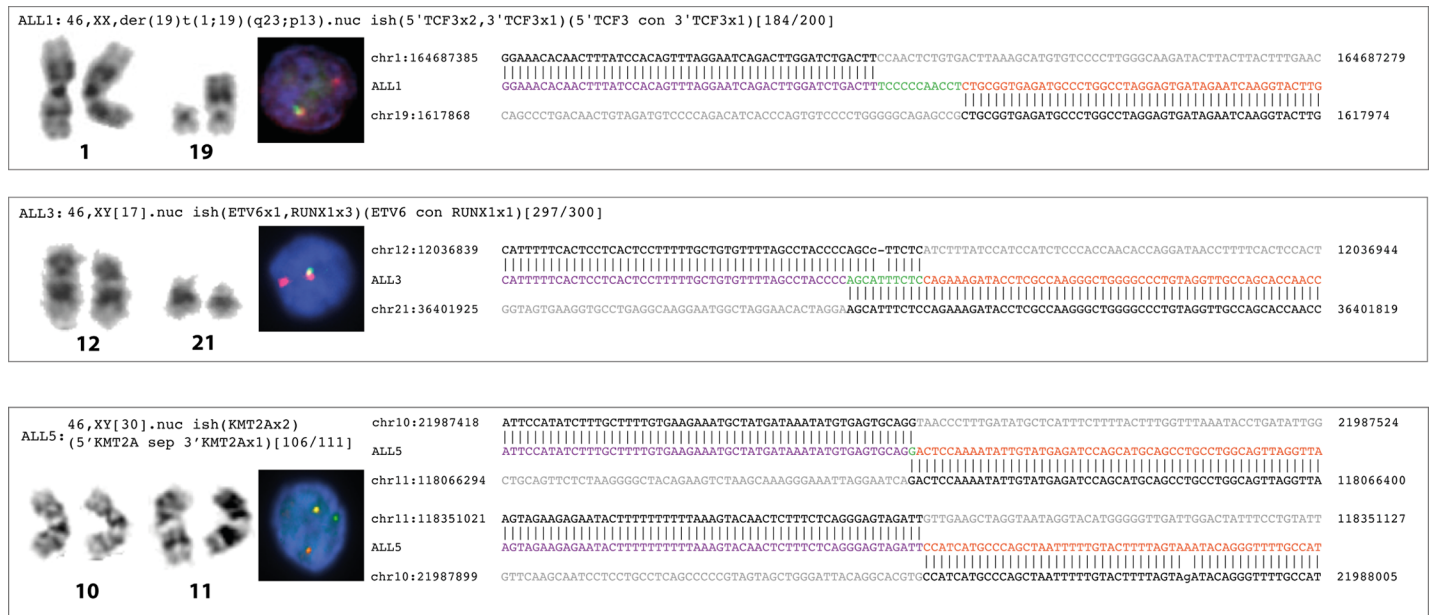 ALL1: 46,XX,der(19)t(1;19)(q23;p13).nuc ish(5'TCF3x2,3'TCF3x1)(5'TCF3 con 3'TCF3x1)[184/200]
chr1:164687385 GGAAACACAACTTTATCCACAGTTTAGGAATCAGACTTGGATCTGACTTCCAACTCTGTGACTTAAAGCATGTGTCCCCTTGGGCAAGATACTTACTTACTTTGAAC 164687279
ALL1 GGAAACACAACTTTATCCACAGTTTAGGAATCAGACTTGGATCTGACTTTCCCCCAACCTCTGCGGTGAGATGCCCTGGCCTAGGAGTGATAGAATCAAGGTACTTG
chr19:1617868 CAGCCCTGACAACTGTAGATGTCCCCAGACATCACCCAGTGTCCCCTGGGGGCAGAGCCGCTGCGGTGAGATGCCCTGGCCTAGGAGTGATAGAATCAAGGTACTTG 1617974
1 19
ALL3: 46,XY[17].nuc ish(ETV6x1,RUNX1x3)(ETV6 con RUNX1x1)[297/300]
chr12:12036839 CATTTTTCACTCCTCACTCCTTTTTGCTGTGTTTTAGCCTACCCCAGCc-TTCTCATCTTTATCCATCCATCTCCCACCAACACCAGGATAACCTTTTCACTCCACT 12036944
ALL3 CATTTTTCACTCCTCACTCCTTTTTGCTGTGTTTTAGCCTACCCCAGCATTTCTCCAGAAAGATACCTCGCCAAGGGCTGGGGCCCTGTAGGTTGCCAGCACCAACC
chr21:36401925 GGTAGTGAAGGTGCCTGAGGCAAGGAATGGCTAGGAACACTAGGAAGCATTTCTCCAGAAAGATACCTCGCCAAGGGCTGGGGCCCTGTAGGTTGCCAGCACCAACC 36401819
12 21
ALL5: 46,XY[30].nuc ish(KMT2Ax2)
(5'KMT2A sep 3'KMT2Ax1)[106/111]
chr10:21987418 ATTCCATATCTTTGCTTTTGTGAAGAAATGCTATGATAAATATGTGAGTGCAGGTAACCCTTTGATATGCTCATTTCTTTTACTTTGGTTTAAATACCTGATATTGG 21987524
ALL5 ATTCCATATCTTTGCTTTTGTGAAGAAATGCTATGATAAATATGTGAGTGCAGGACTCCAAAATATTGTATGAGATCCAGCATGCAGCCTGCCTGGCAGTTAGGTTA
chr11:118066294 CTGCAGTTCTCTAAGGGGCTACAGAAGTCTAAGCAAAGGGAAATTAGGAATCAGACTCCAAAATATTGTATGAGATCCAGCATGCAGCCTGCCTGGCAGTTAGGTTA 118066400
chr11:118351021 AGTAGAAGAGAATACTTTTTTTTTTAAAGTACAACTCTTTCTCAGGGAGTAGATTGTTGAAGCTAGGTAATAGGTACATGGGGGTTGATTGGACTATTTCCTGTATT 118351127
ALL5 AGTAGAAGAGAATACTTTTTTTTTTAAAGTACAACTCTTTCTCAGGGAGTAGATTCCATCATGCCCAGCTAATTTTTGTACTTTTAGTAAATACAGGGTTTTGCCAT
chr10:21987899 GTTCAAGCAATCCTCCTGCCTCAGCCCCCGTAGTAGCTGGGATTACAGGCACGTGCCATCATGCCCAGCTAATTTTTGTACTTTTAGTAgATACAGGGTTTTGCCAT 21988005
10 11